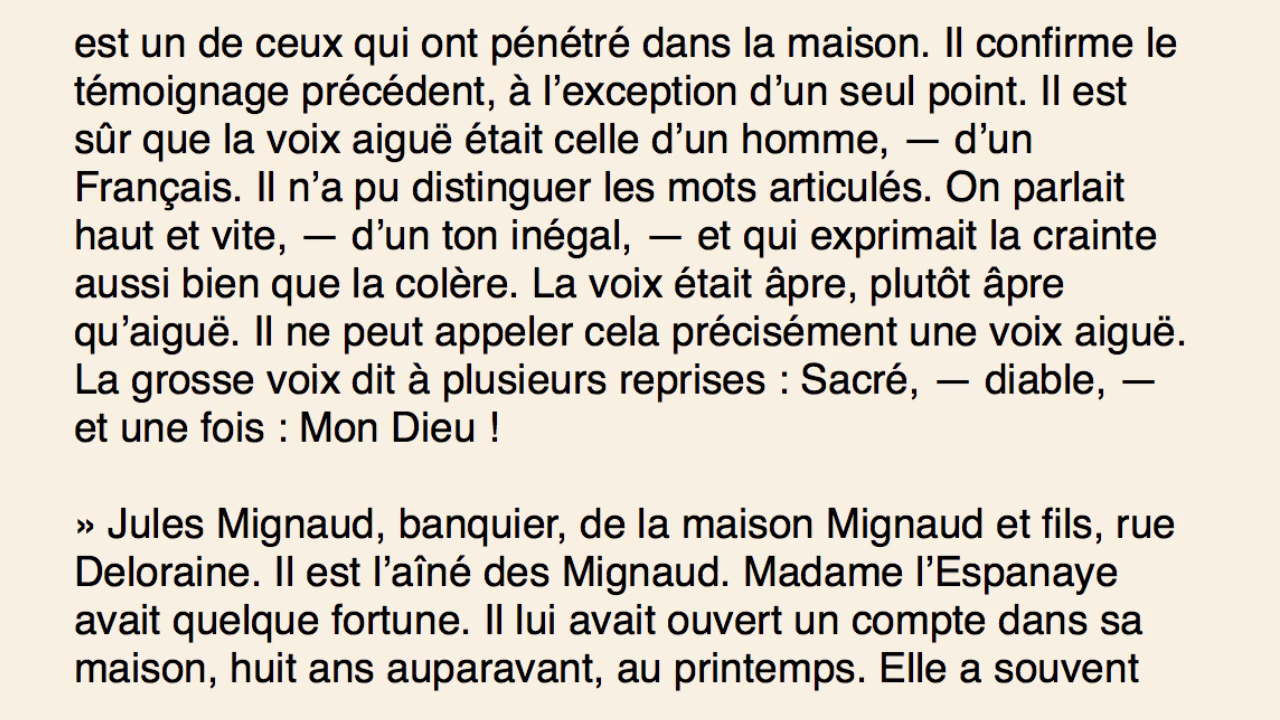 est un de ceux qui ont pénétré dans la maison. Il confirme le
témoignage précédent, à l’exception d’un seul point. Il est
sûr que la voix aiguë était celle d’un homme, — d’un
Français. Il n’a pu distinguer les mots articulés. On parlait
haut et vite, — d’un ton inégal, — et qui exprimait la crainte
aussi bien que la colère. La voix était âpre, plutôt âpre
qu’aiguë. Il ne peut appeler cela précisément une voix aiguë.
La grosse voix dit à plusieurs reprises : Sacré, — diable, —
et une fois : Mon Dieu !

» Jules Mignaud, banquier, de la maison Mignaud et fils, rue
Deloraine. Il est l’aîné des Mignaud. Madame l’Espanaye
avait quelque fortune. Il lui avait ouvert un compte dans sa
maison, huit ans auparavant, au printemps. Elle a souvent